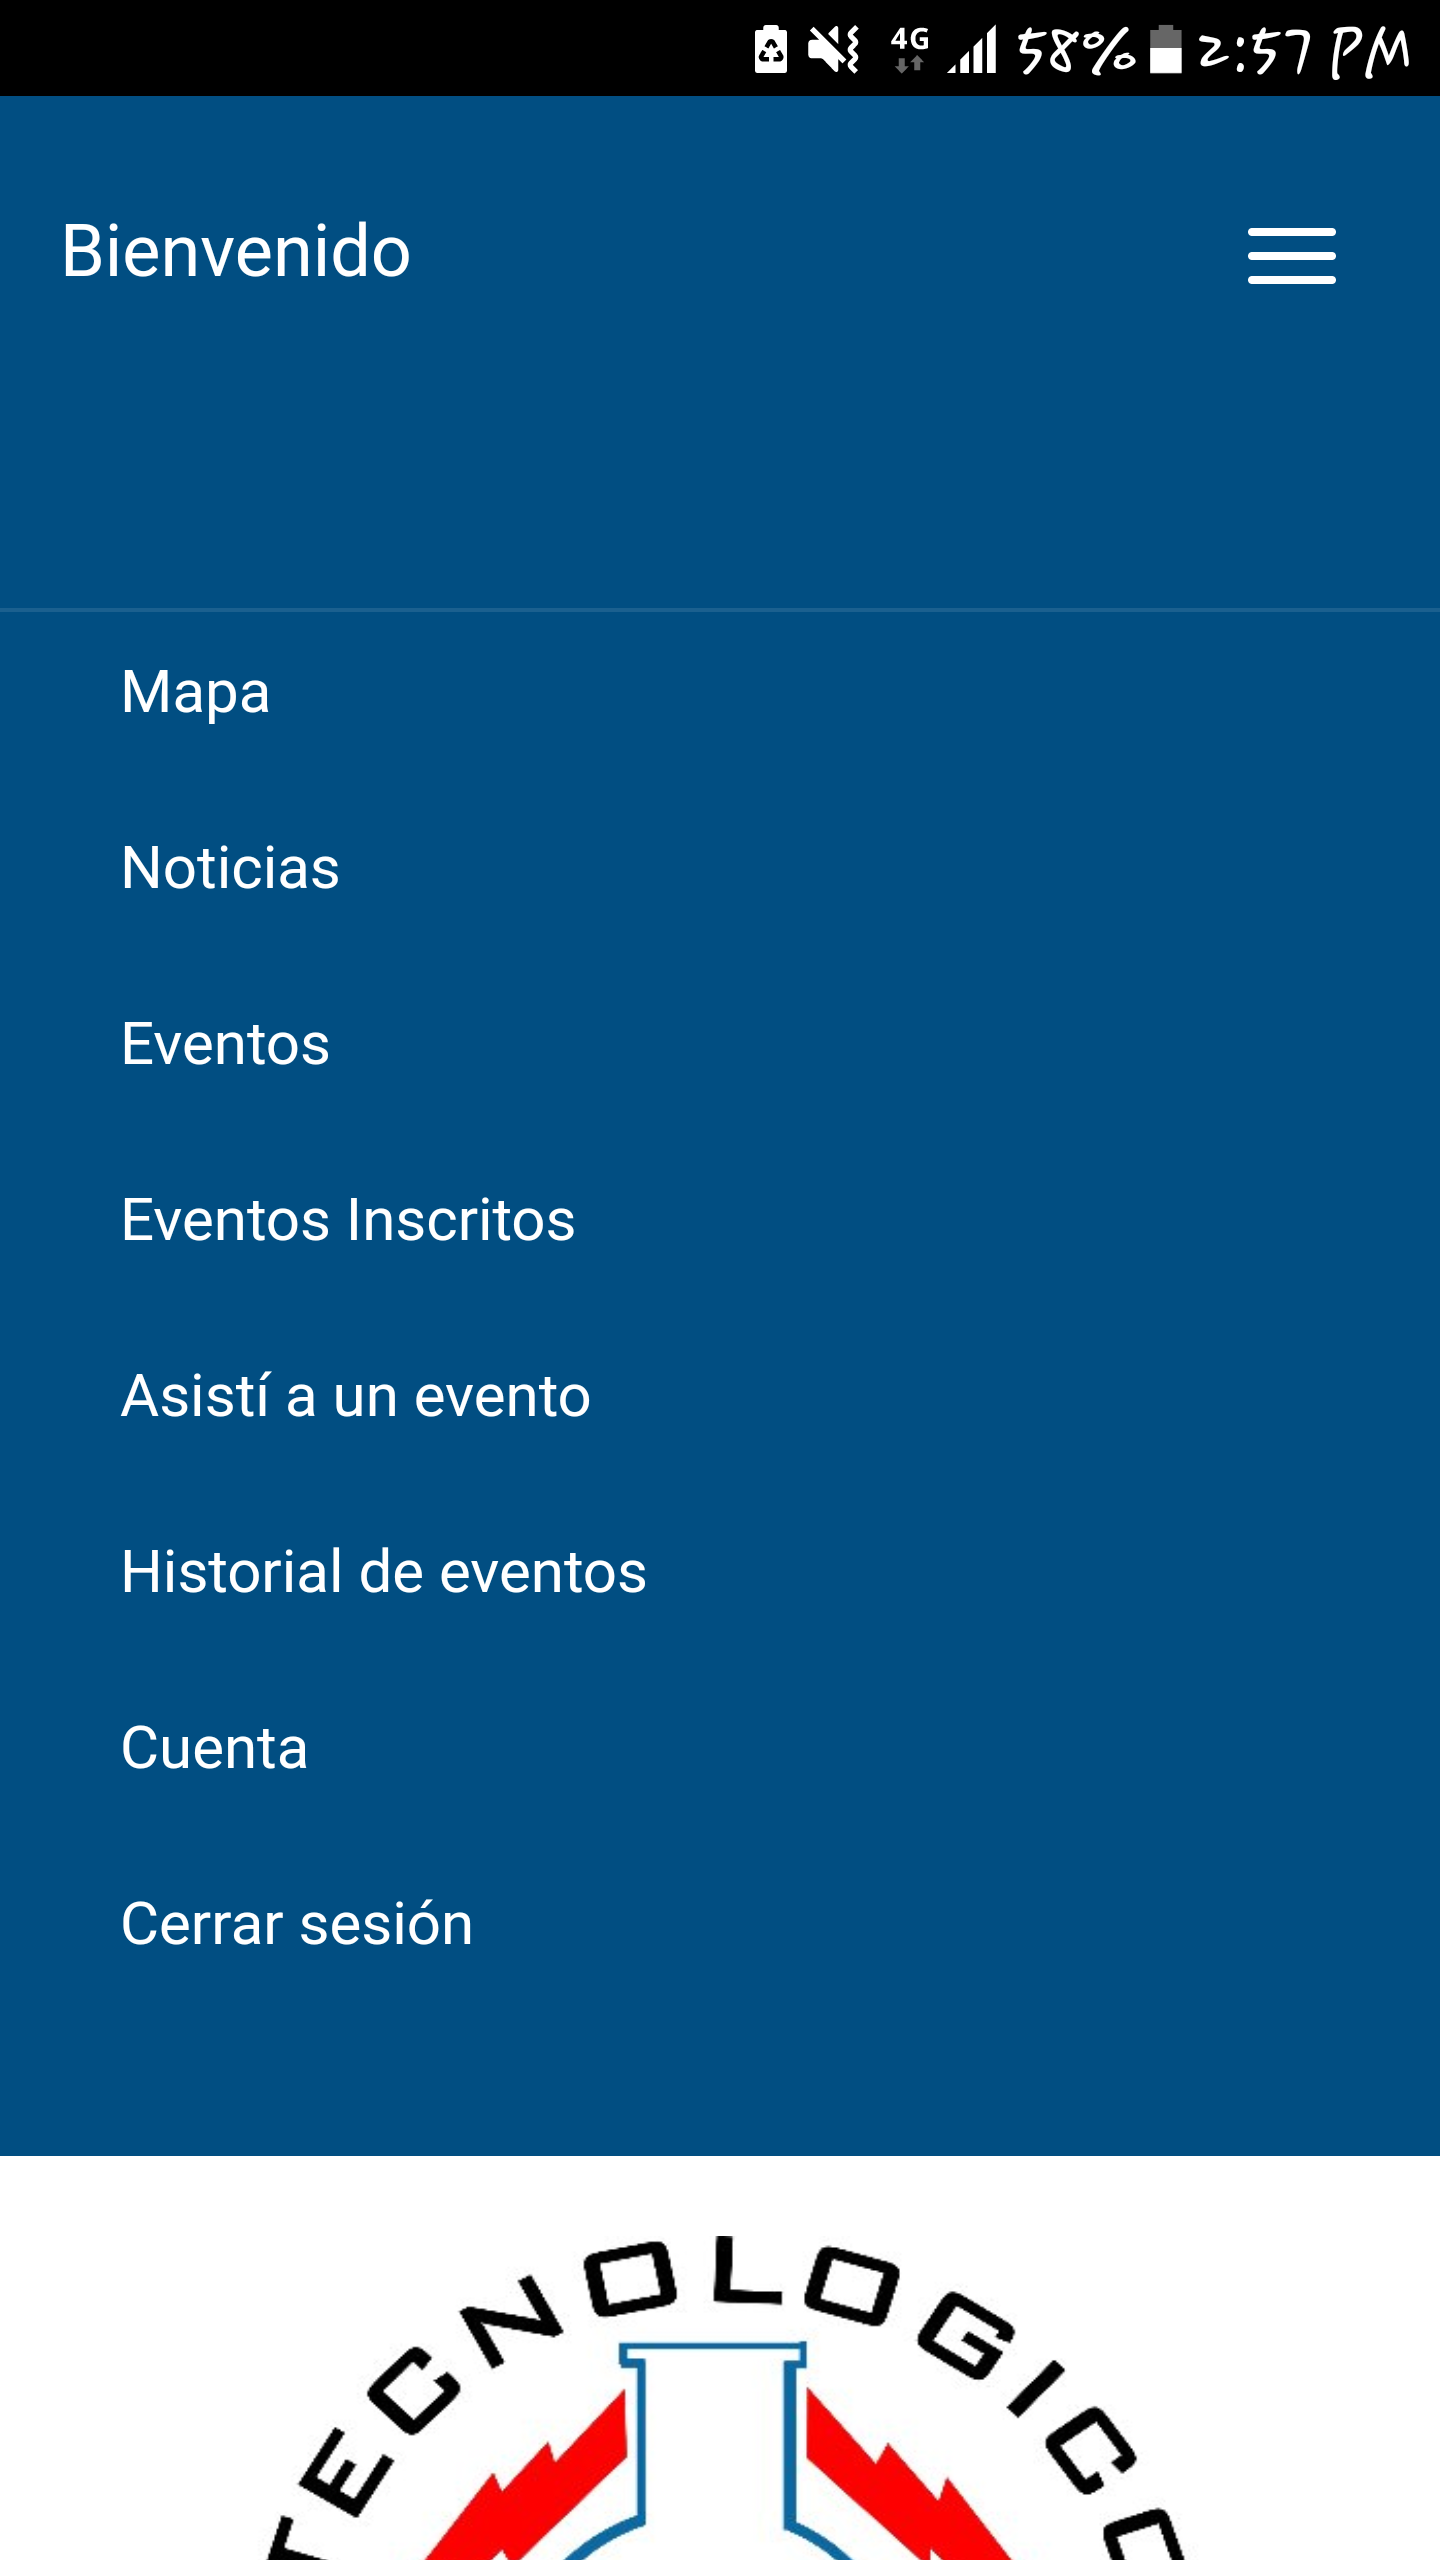 4G 58% 2:57 PM
Bienvenido
Mapa
Noticias
Eventos
Eventos Inscritos
Asistí a un evento
Historial de eventos
Cuenta
Cerrar sesión
TECNOLOGICO